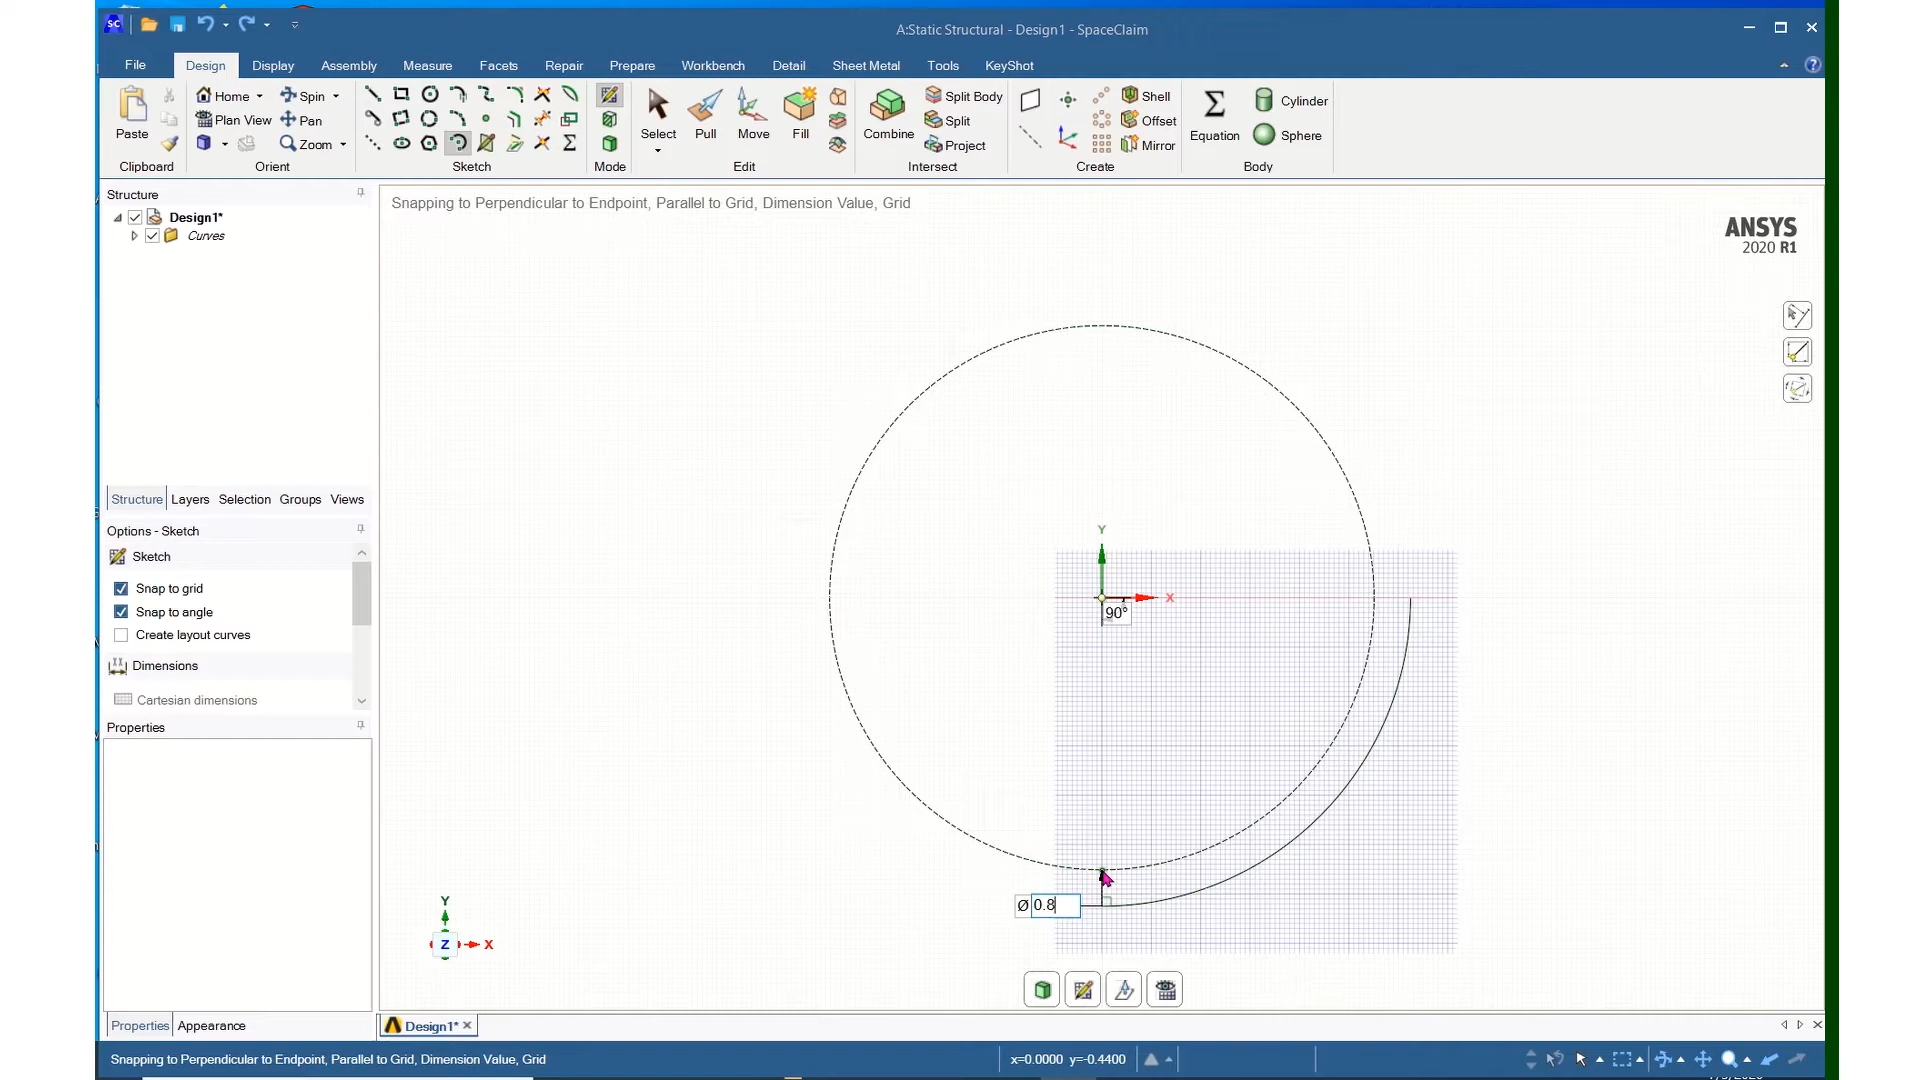 SC
A:Static Structural - Design1 - SpaceClaim
File Design Display Assembly Measure Facets Repair Prepare Workbench Detail Sheet Metal Tools KeyShot
Home Spin Split Body Shell Cylinder
Plan View Pan Split Offset
Paste Zoom Select Pull Move Fill Combine Project Mirror Equation Sphere
Clipboard Orient Sketch Mode Edit Intersect Create Body
Structure
Design1*
Curves
Snapping to Perpendicular to Endpoint, Parallel to Grid, Dimension Value, Grid
ANSYS
2020 R1
Structure Layers Selection Groups Views
Options - Sketch
Sketch
Snap to grid
Snap to angle
Create layout curves
Dimensions
Cartesian dimensions
Properties
Y
X
90°
Ø 0.8
Y
Z X
Properties Appearance
Design1*
Snapping to Perpendicular to Endpoint, Parallel to Grid, Dimension Value, Grid
x=0.0000 y=-0.4400